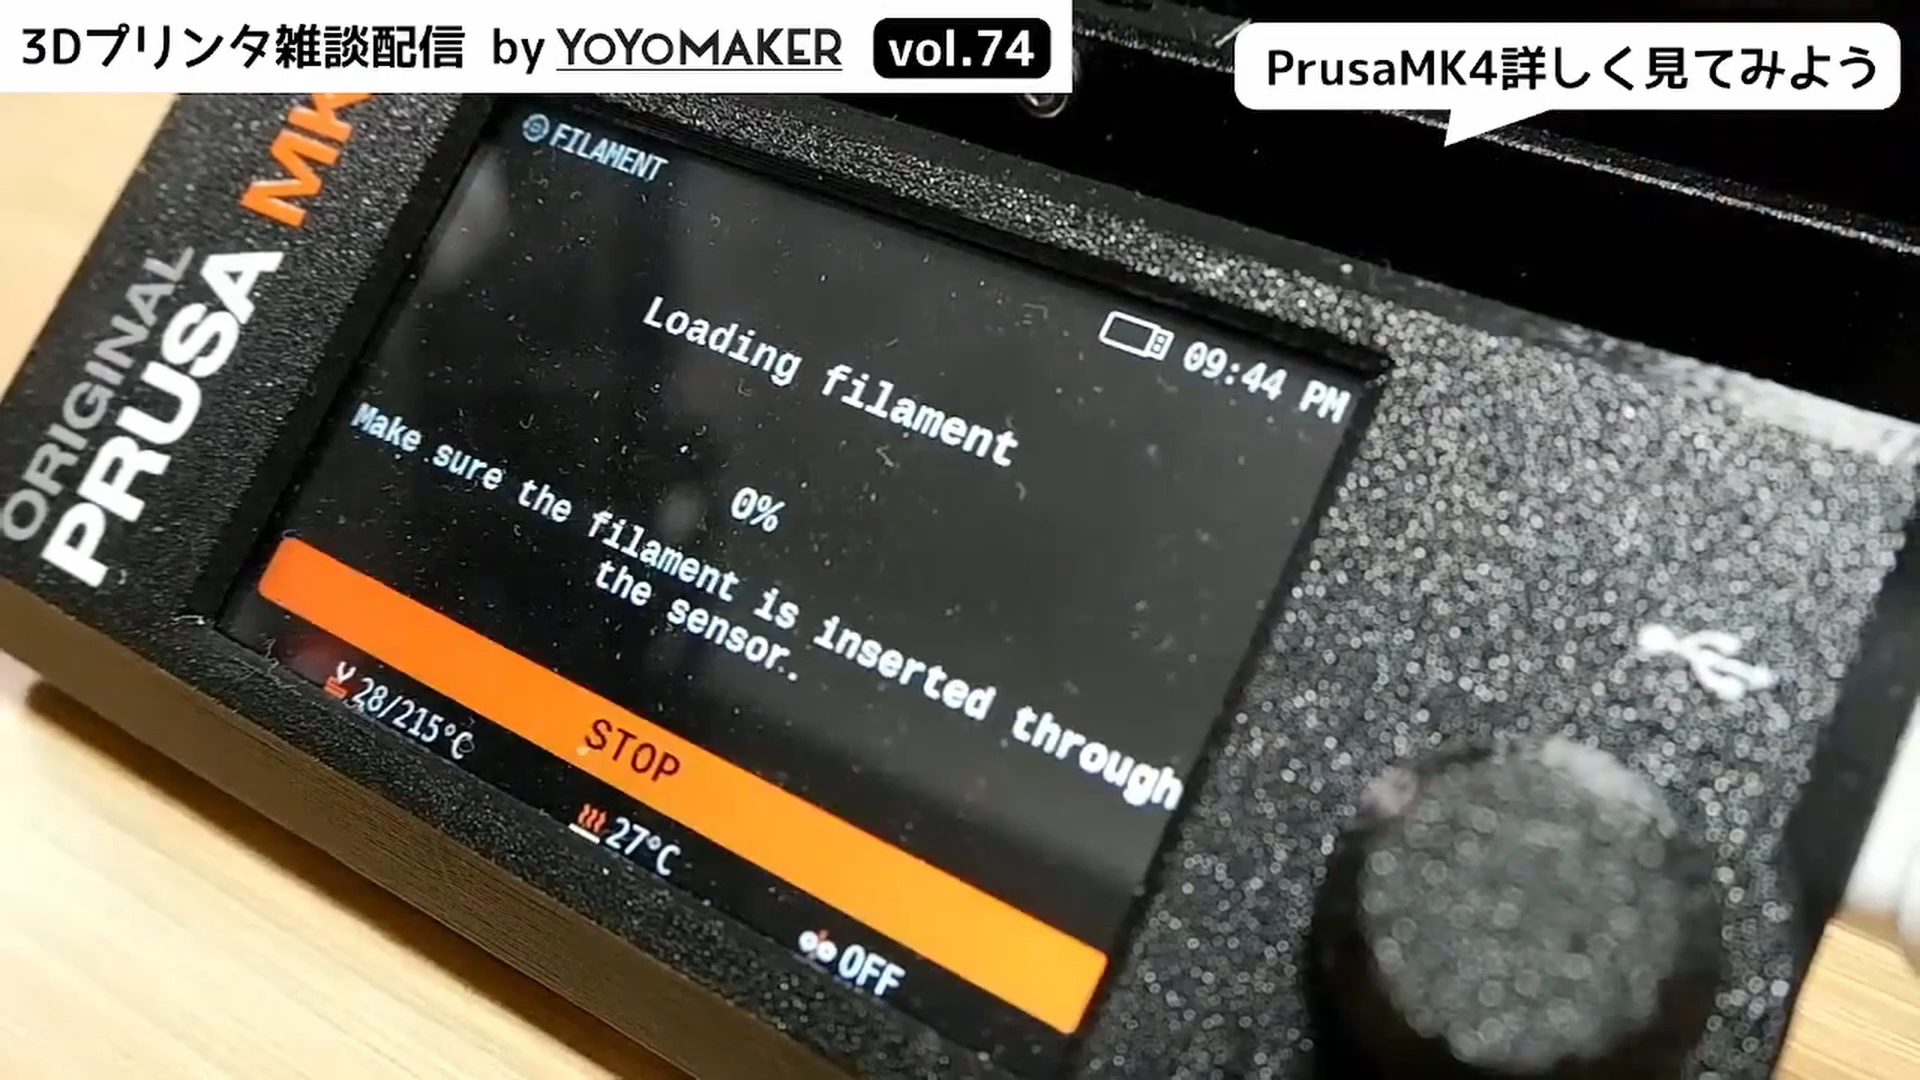 3Dプリンタ雑談配信 by YOYOMAKER vol.74
PrusaMK4詳しく見てみよう
ORIGINAL
PRUSA MK
FILAMENT
09:44 PM
Loading filament
0%
Make sure the filament is inserted through
the sensor.
STOP
28/215°C
27°C
OFF